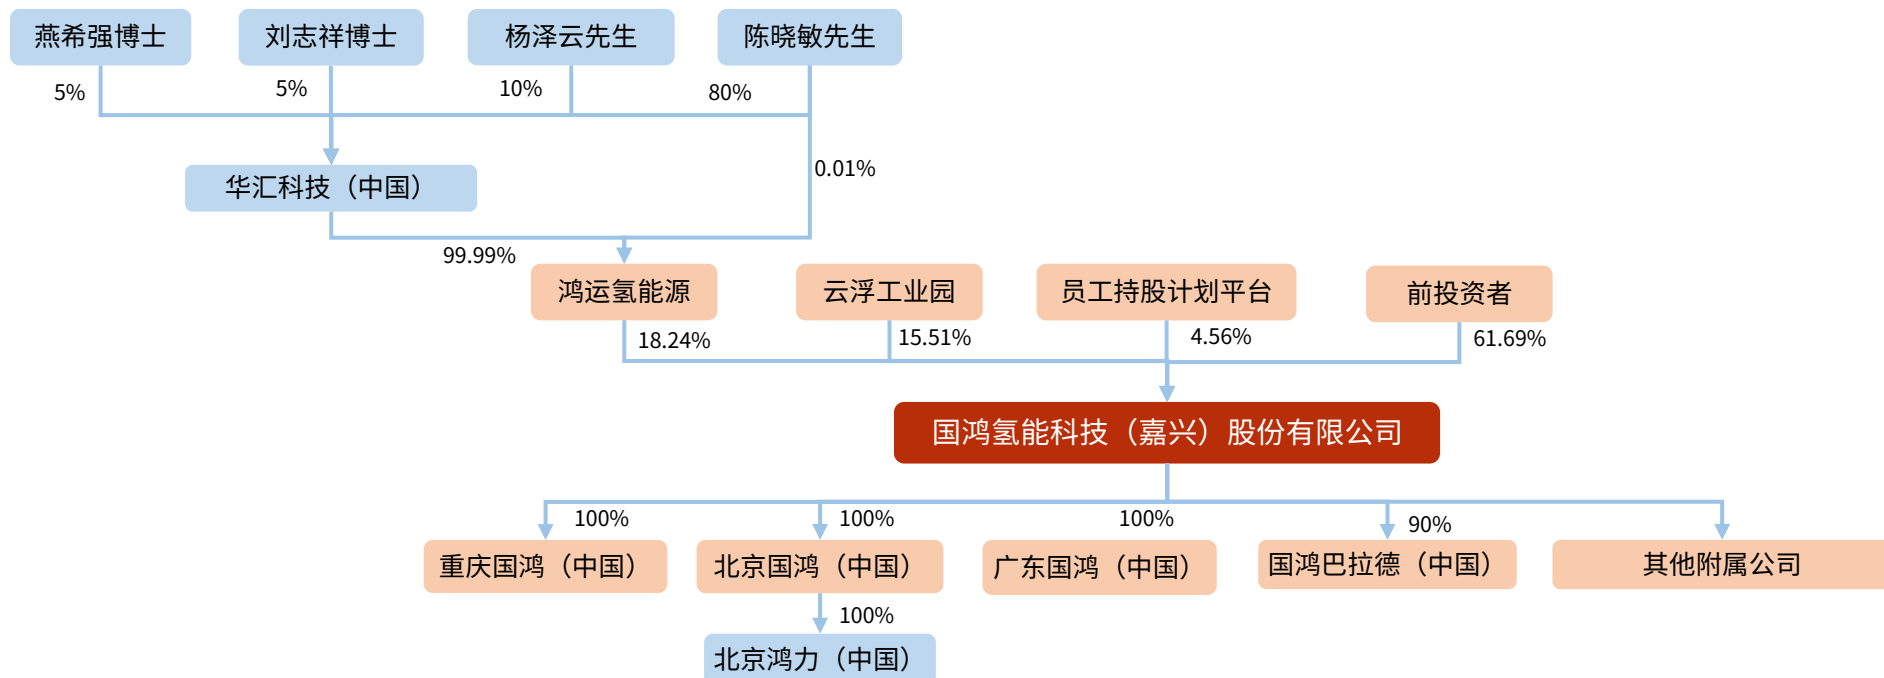 燕希强博士
刘志祥博士
杨泽云先生
陈晓敏先生
5%
5%
10%
80%
0.01%
华汇科技（中国）
99.99%
鸿运氢能源
云浮工业园
员工持股计划平台
前投资者
18.24%
15.51%
4.56%
61.69%
国鸿氢能科技（嘉兴）股份有限公司
100%
100%
100%
90%
重庆国鸿（中国）
北京国鸿（中国）
广东国鸿（中国）
国鸿巴拉德（中国）
其他附属公司
100%
北京鸿力（中国）